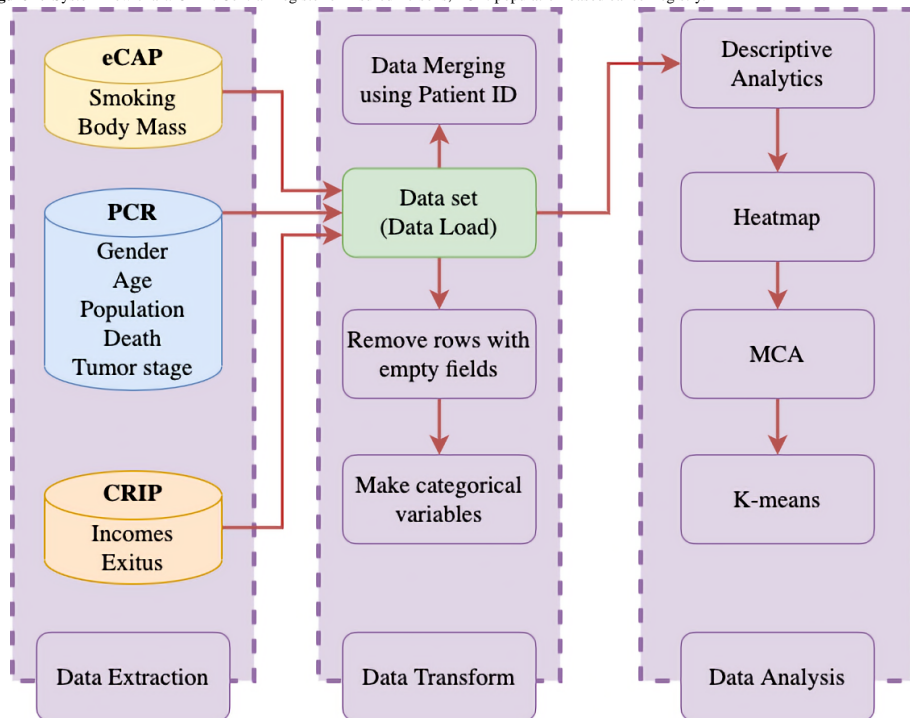 eCAP
Smoking
Body Mass
PCR
Gender
Age
Population
Death
Tumor stage
CRIP
Incomes
Exitus
Data Extraction
Data Merging
using Patient ID
Data set
(Data Load)
Remove rows with
empty fields
Make categorical
variables
Data Transform
Descriptive
Analytics
Heatmap
MCA
K-means
Data Analysis